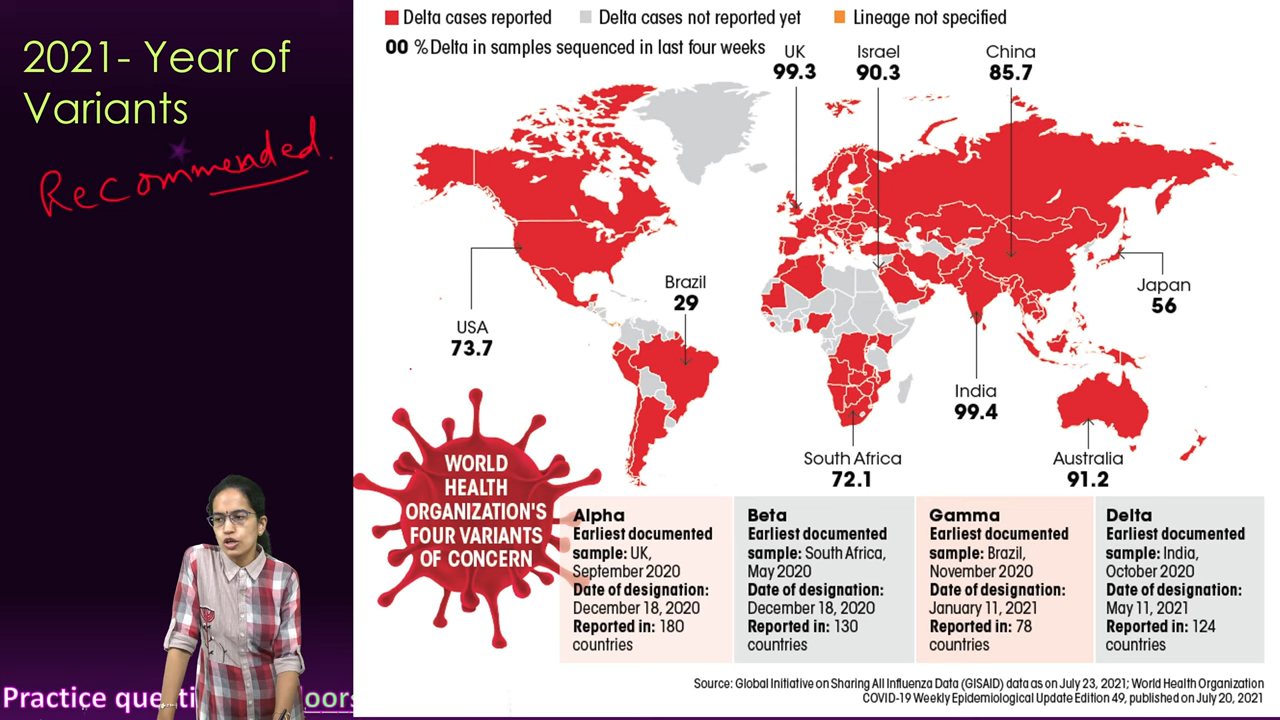 2021- Year of
Variants
Recommended.
Delta cases reported
Delta cases not reported yet
Lineage not specified
00 % Delta in samples sequenced in last four weeks
UK
99.3
Israel
90.3
China
85.7
USA
73.7
Brazil
29
Japan
56
India
99.4
South Africa
72.1
Australia
91.2
WORLD
HEALTH
ORGANIZATION'S
FOUR VARIANTS
OF CONCERN
Alpha
Earliest documented
sample: UK,
September 2020
Date of designation:
December 18, 2020
Reported in: 180
countries
Beta
Earliest documented
sample: South Africa,
May 2020
Date of designation:
December 18, 2020
Reported in: 130
countries
Gamma
Earliest documented
sample: Brazil,
November 2020
Date of designation:
January 11, 2021
Reported in: 78
countries
Delta
Earliest documented
sample: India,
October 2020
Date of designation:
May 11, 2021
Reported in: 124
countries
Source: Global Initiative on Sharing All Influenza Data (GISAID) data as on July 23, 2021; World Health Organization
COVID-19 Weekly Epidemiological Update Edition 49, published on July 20, 2021
Practice